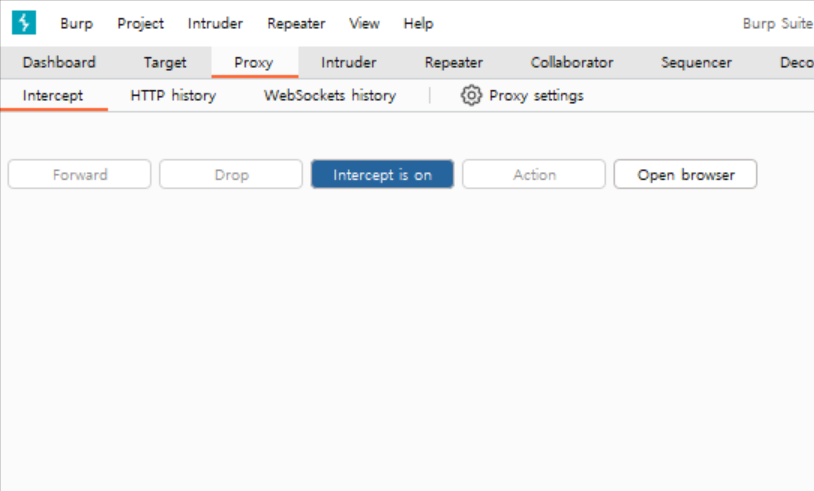 Burp Project Intruder Repeater View Help Burp Suite
Dashboard Target Proxy Intruder Repeater Collaborator Sequencer Deco
Intercept HTTP history WebSockets history Proxy settings
Forward Drop Intercept is on Action Open browser